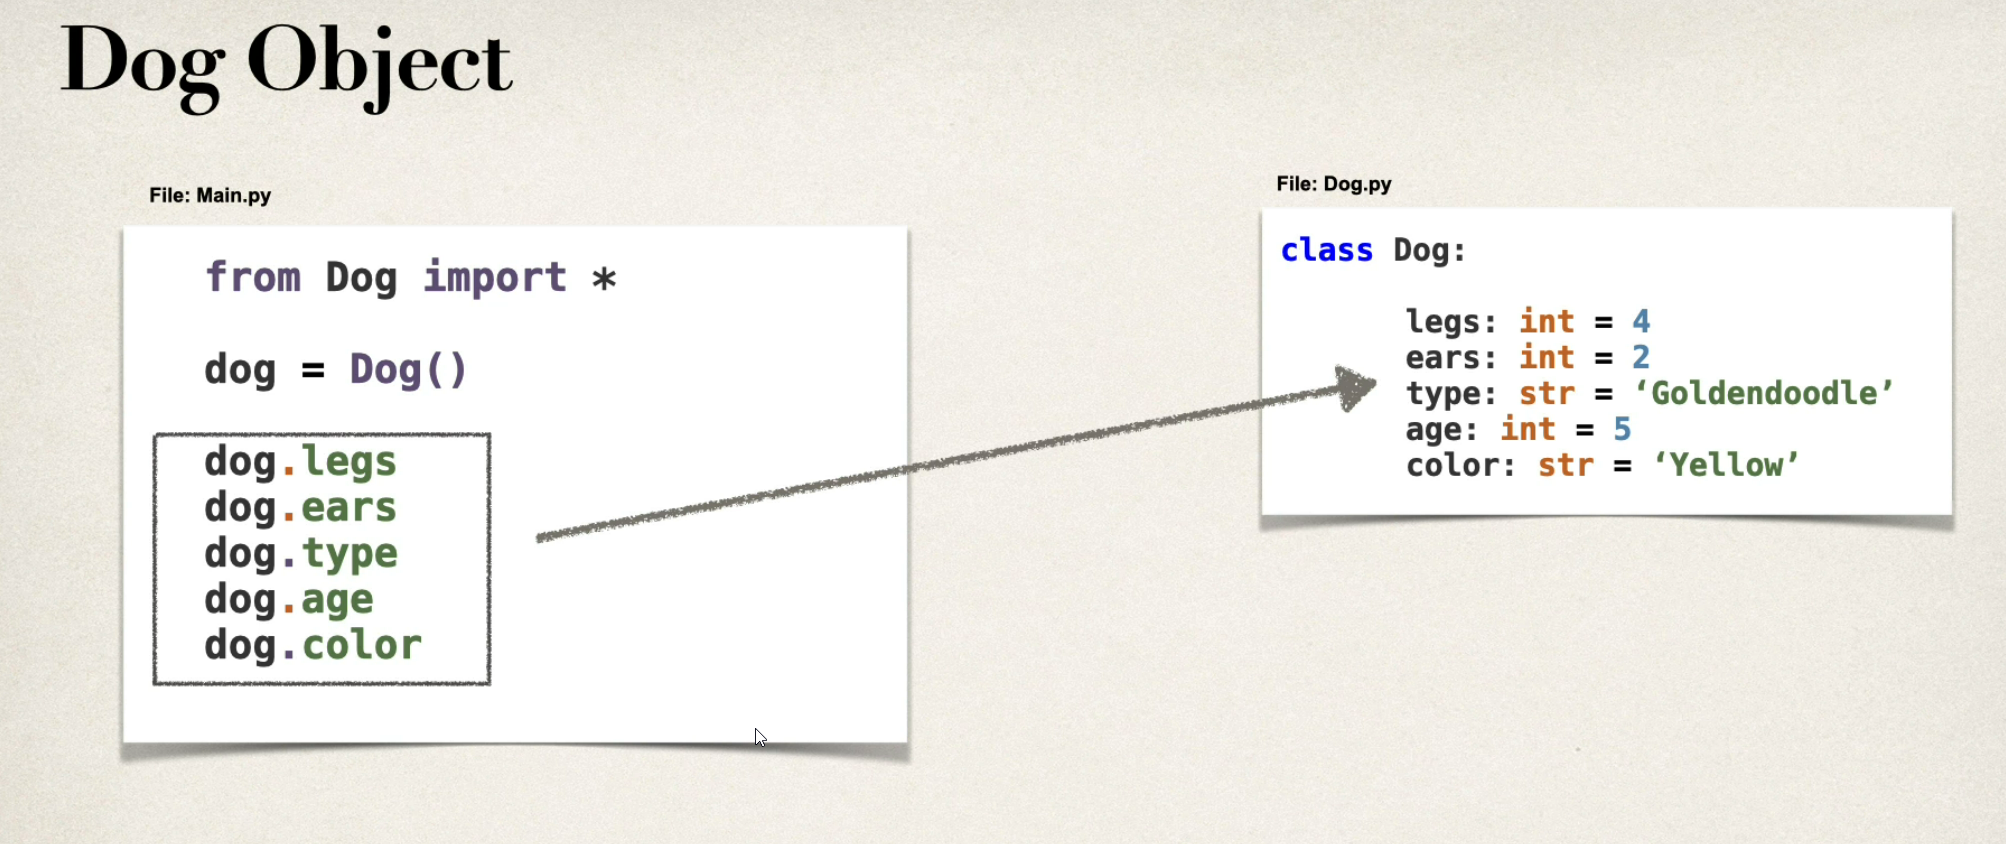 Dog Object
File: Main.py
from Dog import *
dog = Dog()
dog.legs
dog.ears
dog.type
dog.age
dog.color
File: Dog.py
class Dog:
legs: int = 4
ears: int = 2
type: str = ‘Goldendoodle’
age: int = 5
color: str = ‘Yellow’